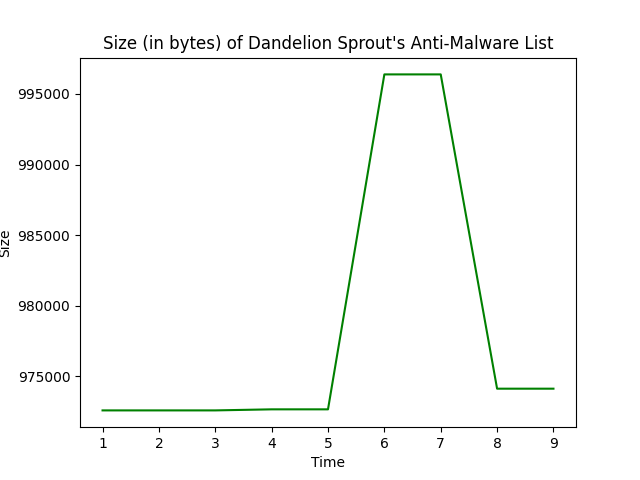 Size (in bytes) of Dandelion Sprout's Anti-Malware List
995000
990000
985000
980000
975000
Size
1 2 3 4 5 6 7 8 9
Time